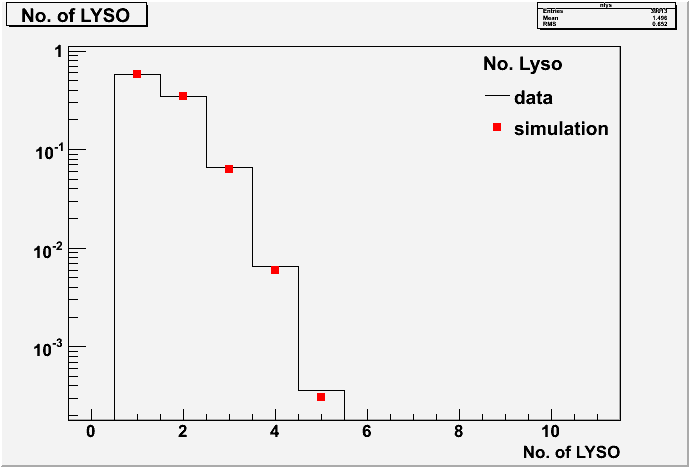 No. of LYSO
nlys
Entries
Mean 1.496
RMS 0.652
No. Lyso
data
simulation
1
10-1
10-2
10-3
0 2 4 6 8 10
No. of LYSO